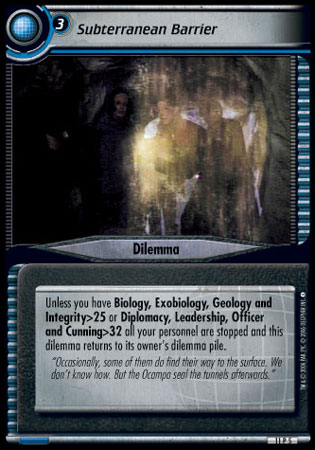 3
Subterranean Barrier
Dilemma
Unless you have Biology, Exobiology, Geology and
Integrity>25 or Diplomacy, Leadership, Officer
and Cunning>32 all your personnel are stopped and this
dilemma returns to its owner's dilemma pile.
"Occasionally, some of them do find their way to the surface. We
don't know how. But the Ocampa seal the tunnels afterwards."
11 P 5